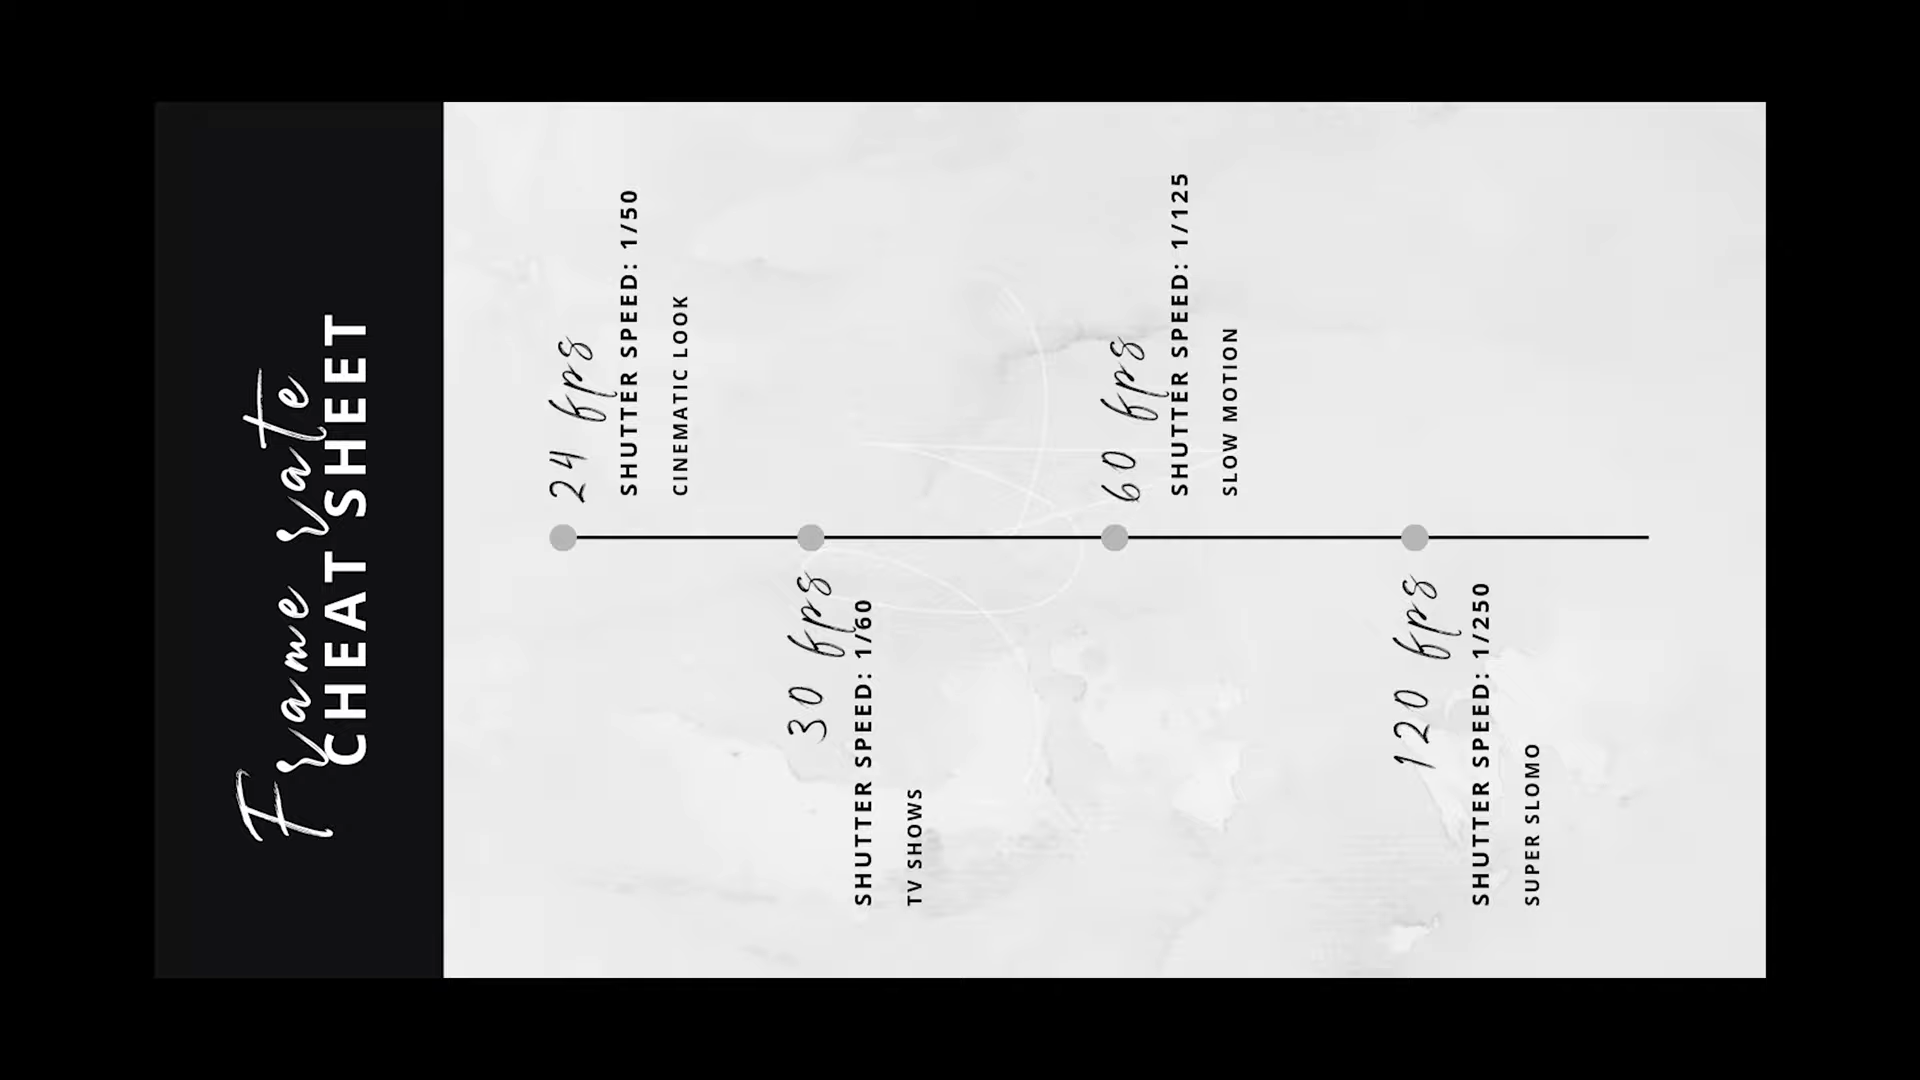 Frame rate
CHEAT SHEET
24 fps
SHUTTER SPEED: 1/50
CINEMATIC LOOK
30 fps
SHUTTER SPEED: 1/60
TV SHOWS
60 fps
SHUTTER SPEED: 1/125
SLOW MOTION
120 fps
SHUTTER SPEED: 1/250
SUPER SLOMO